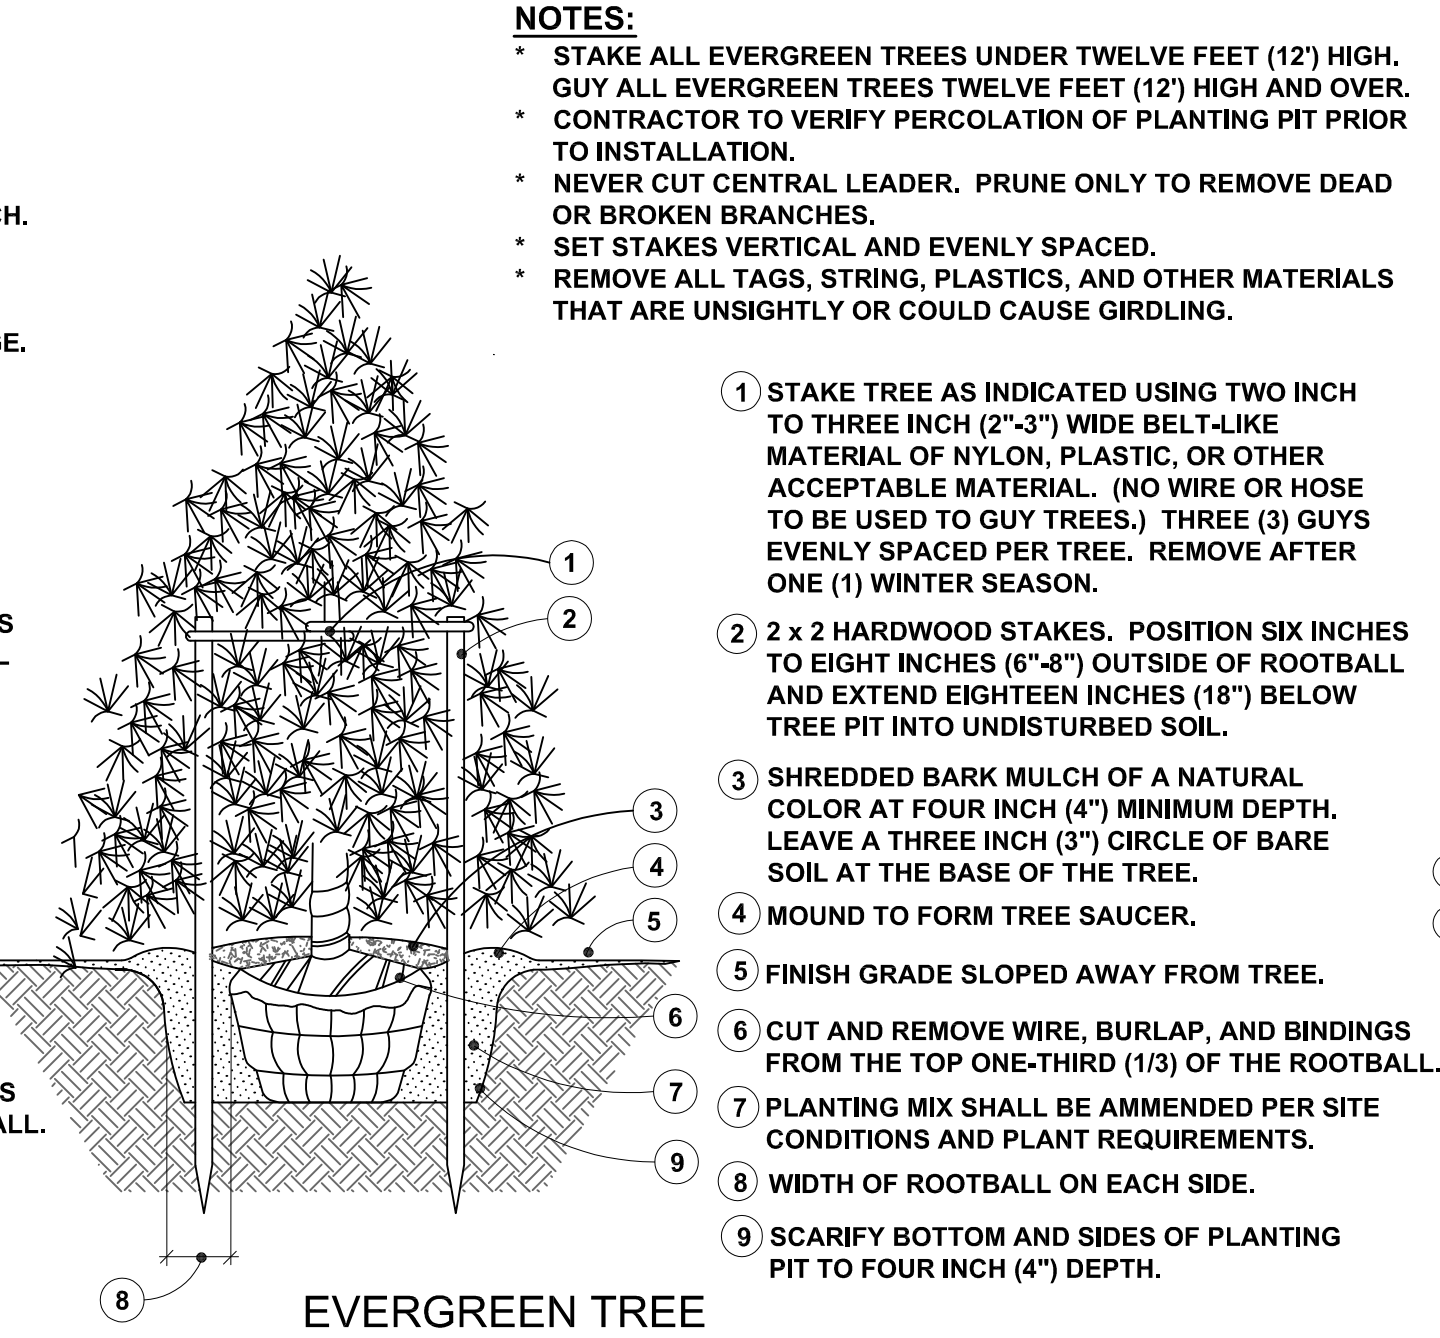 NOTES:
* STAKE ALL EVERGREEN TREES UNDER TWELVE FEET (12') HIGH.
GUY ALL EVERGREEN TREES TWELVE FEET (12') HIGH AND OVER.
* CONTRACTOR TO VERIFY PERCOLATION OF PLANTING PIT PRIOR
TO INSTALLATION.
* NEVER CUT CENTRAL LEADER. PRUNE ONLY TO REMOVE DEAD
OR BROKEN BRANCHES.
* SET STAKES VERTICAL AND EVENLY SPACED.
* REMOVE ALL TAGS, STRING, PLASTICS, AND OTHER MATERIALS
THAT ARE UNSIGHTLY OR COULD CAUSE GIRDLING.
1 STAKE TREE AS INDICATED USING TWO INCH
TO THREE INCH (2"-3") WIDE BELT-LIKE
MATERIAL OF NYLON, PLASTIC, OR OTHER
ACCEPTABLE MATERIAL. (NO WIRE OR HOSE
TO BE USED TO GUY TREES.) THREE (3) GUYS
EVENLY SPACED PER TREE. REMOVE AFTER
ONE (1) WINTER SEASON.
2 2 x 2 HARDWOOD STAKES. POSITION SIX INCHES
TO EIGHT INCHES (6"-8") OUTSIDE OF ROOTBALL
AND EXTEND EIGHTEEN INCHES (18") BELOW
TREE PIT INTO UNDISTURBED SOIL.
3 SHREDDED BARK MULCH OF A NATURAL
COLOR AT FOUR INCH (4") MINIMUM DEPTH.
LEAVE A THREE INCH (3") CIRCLE OF BARE
SOIL AT THE BASE OF THE TREE.
4 MOUND TO FORM TREE SAUCER.
5 FINISH GRADE SLOPED AWAY FROM TREE.
6 CUT AND REMOVE WIRE, BURLAP, AND BINDINGS
FROM THE TOP ONE-THIRD (1/3) OF THE ROOTBALL.
7 PLANTING MIX SHALL BE AMMENDED PER SITE
CONDITIONS AND PLANT REQUIREMENTS.
8 WIDTH OF ROOTBALL ON EACH SIDE.
9 SCARIFY BOTTOM AND SIDES OF PLANTING
PIT TO FOUR INCH (4") DEPTH.
1
2
3
4
5
6
7
9
8
EVERGREEN TREE